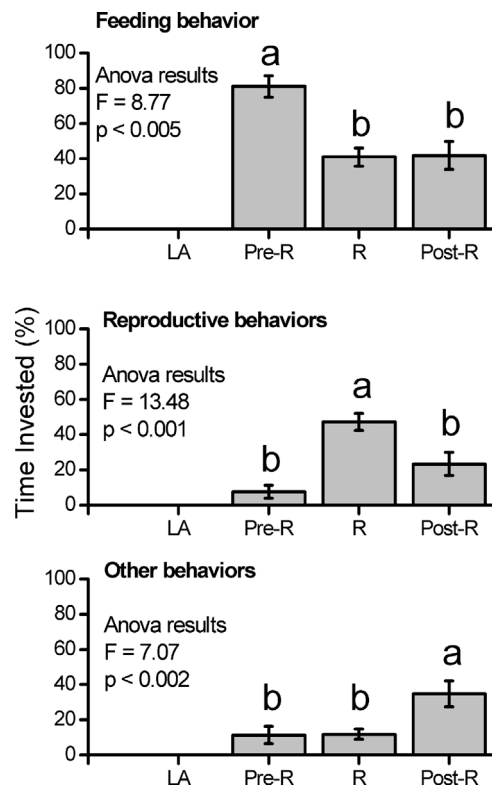 Feeding behavior
100
80
60
40
20
0
Anova results
F = 8.77
p < 0.005
a
b
b
LA Pre-R R Post-R
Time Invested (%)
Reproductive behaviors
100
80
60
40
20
0
Anova results
F = 13.48
p < 0.001
b
a
b
LA Pre-R R Post-R
Other behaviors
100
80
60
40
20
0
Anova results
F = 7.07
p < 0.002
b
b
a
LA Pre-R R Post-R